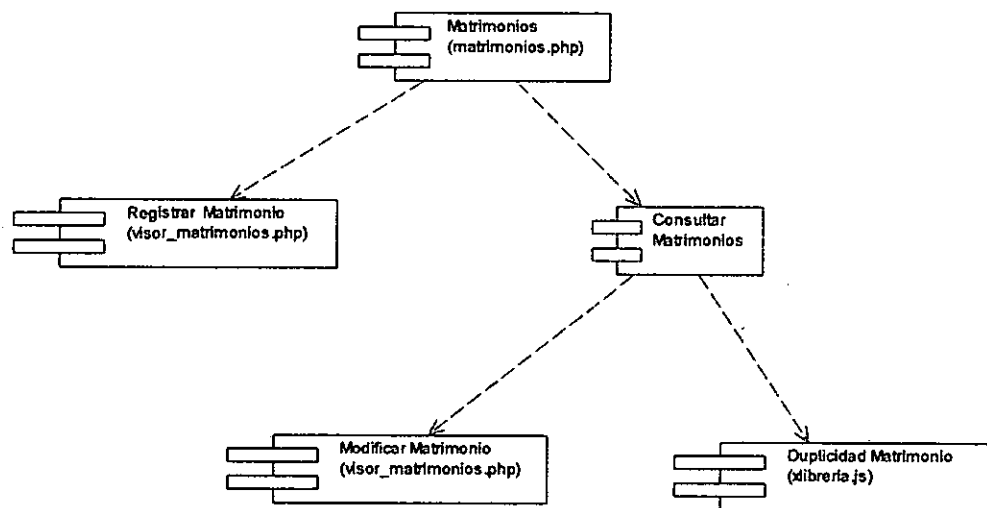 Matrimonios
(matrimonios.php)
Registrar Matrimonio
(visor_matrimonios.php)
Consultar
Matrimonios
Modificar Matrimonio
(visor_matrimonios.php)
Duplicidad Matrimonio
(xlibreria.js)